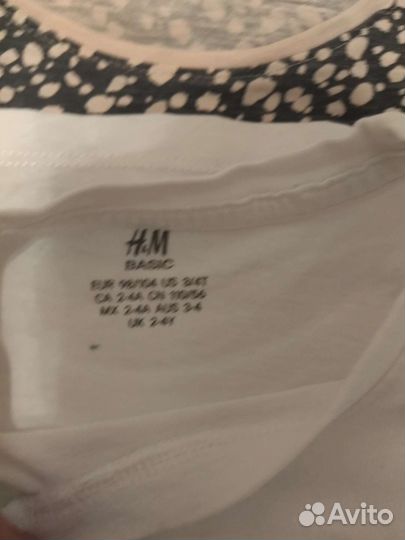 H&M
BASIC
EUR 98/104 US 3/4T
CA 2-4A CN 110/56
MX 2-4A AUS 3-4
UK 2-4Y
Avito